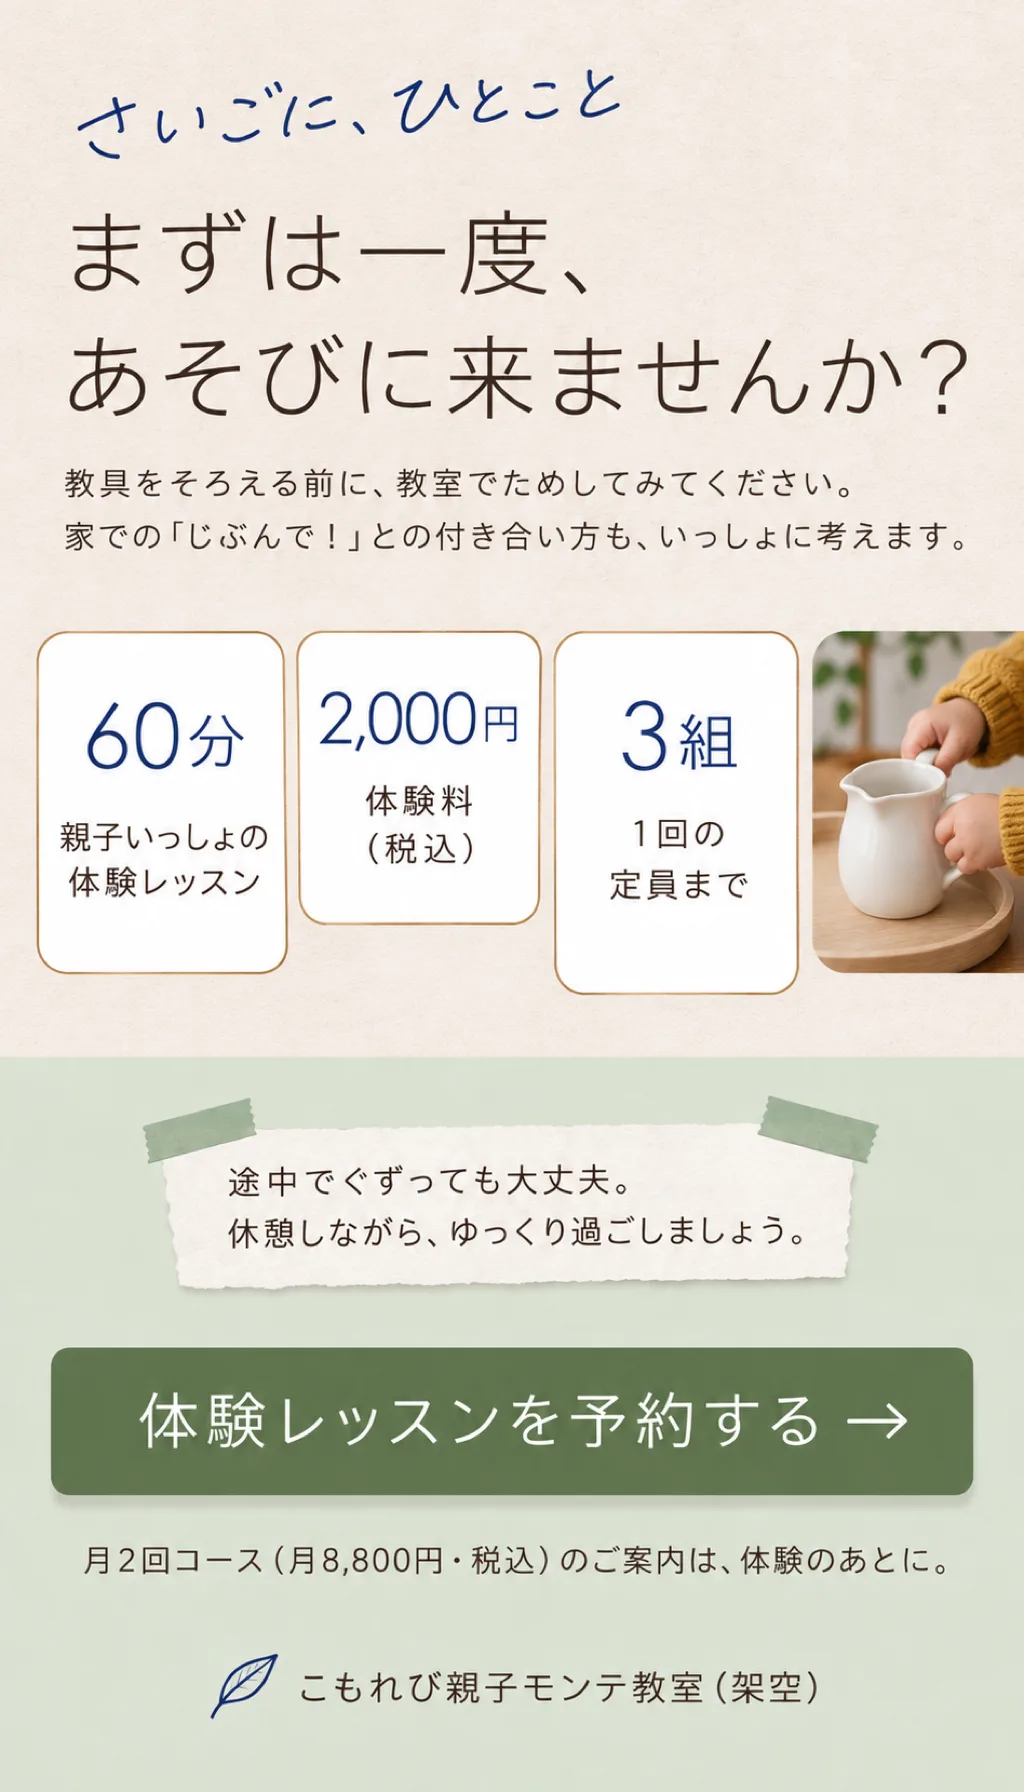 さいごに、ひとこと
まずは一度、
あそびに来ませんか？
教具をそろえる前に、教室でためしてみてください。
家での「じぶんで！」との付き合い方も、いっしょに考えます。
60分
親子いっしょの
体験レッスン
2,000円
体験料
（税込）
3組
1回の
定員まで
途中でぐずっても大丈夫。
休憩しながら、ゆっくり過ごしましょう。
体験レッスンを予約する →
月2回コース（月8,800円・税込）のご案内は、体験のあとに。
こもれび親子モンテ教室（架空）